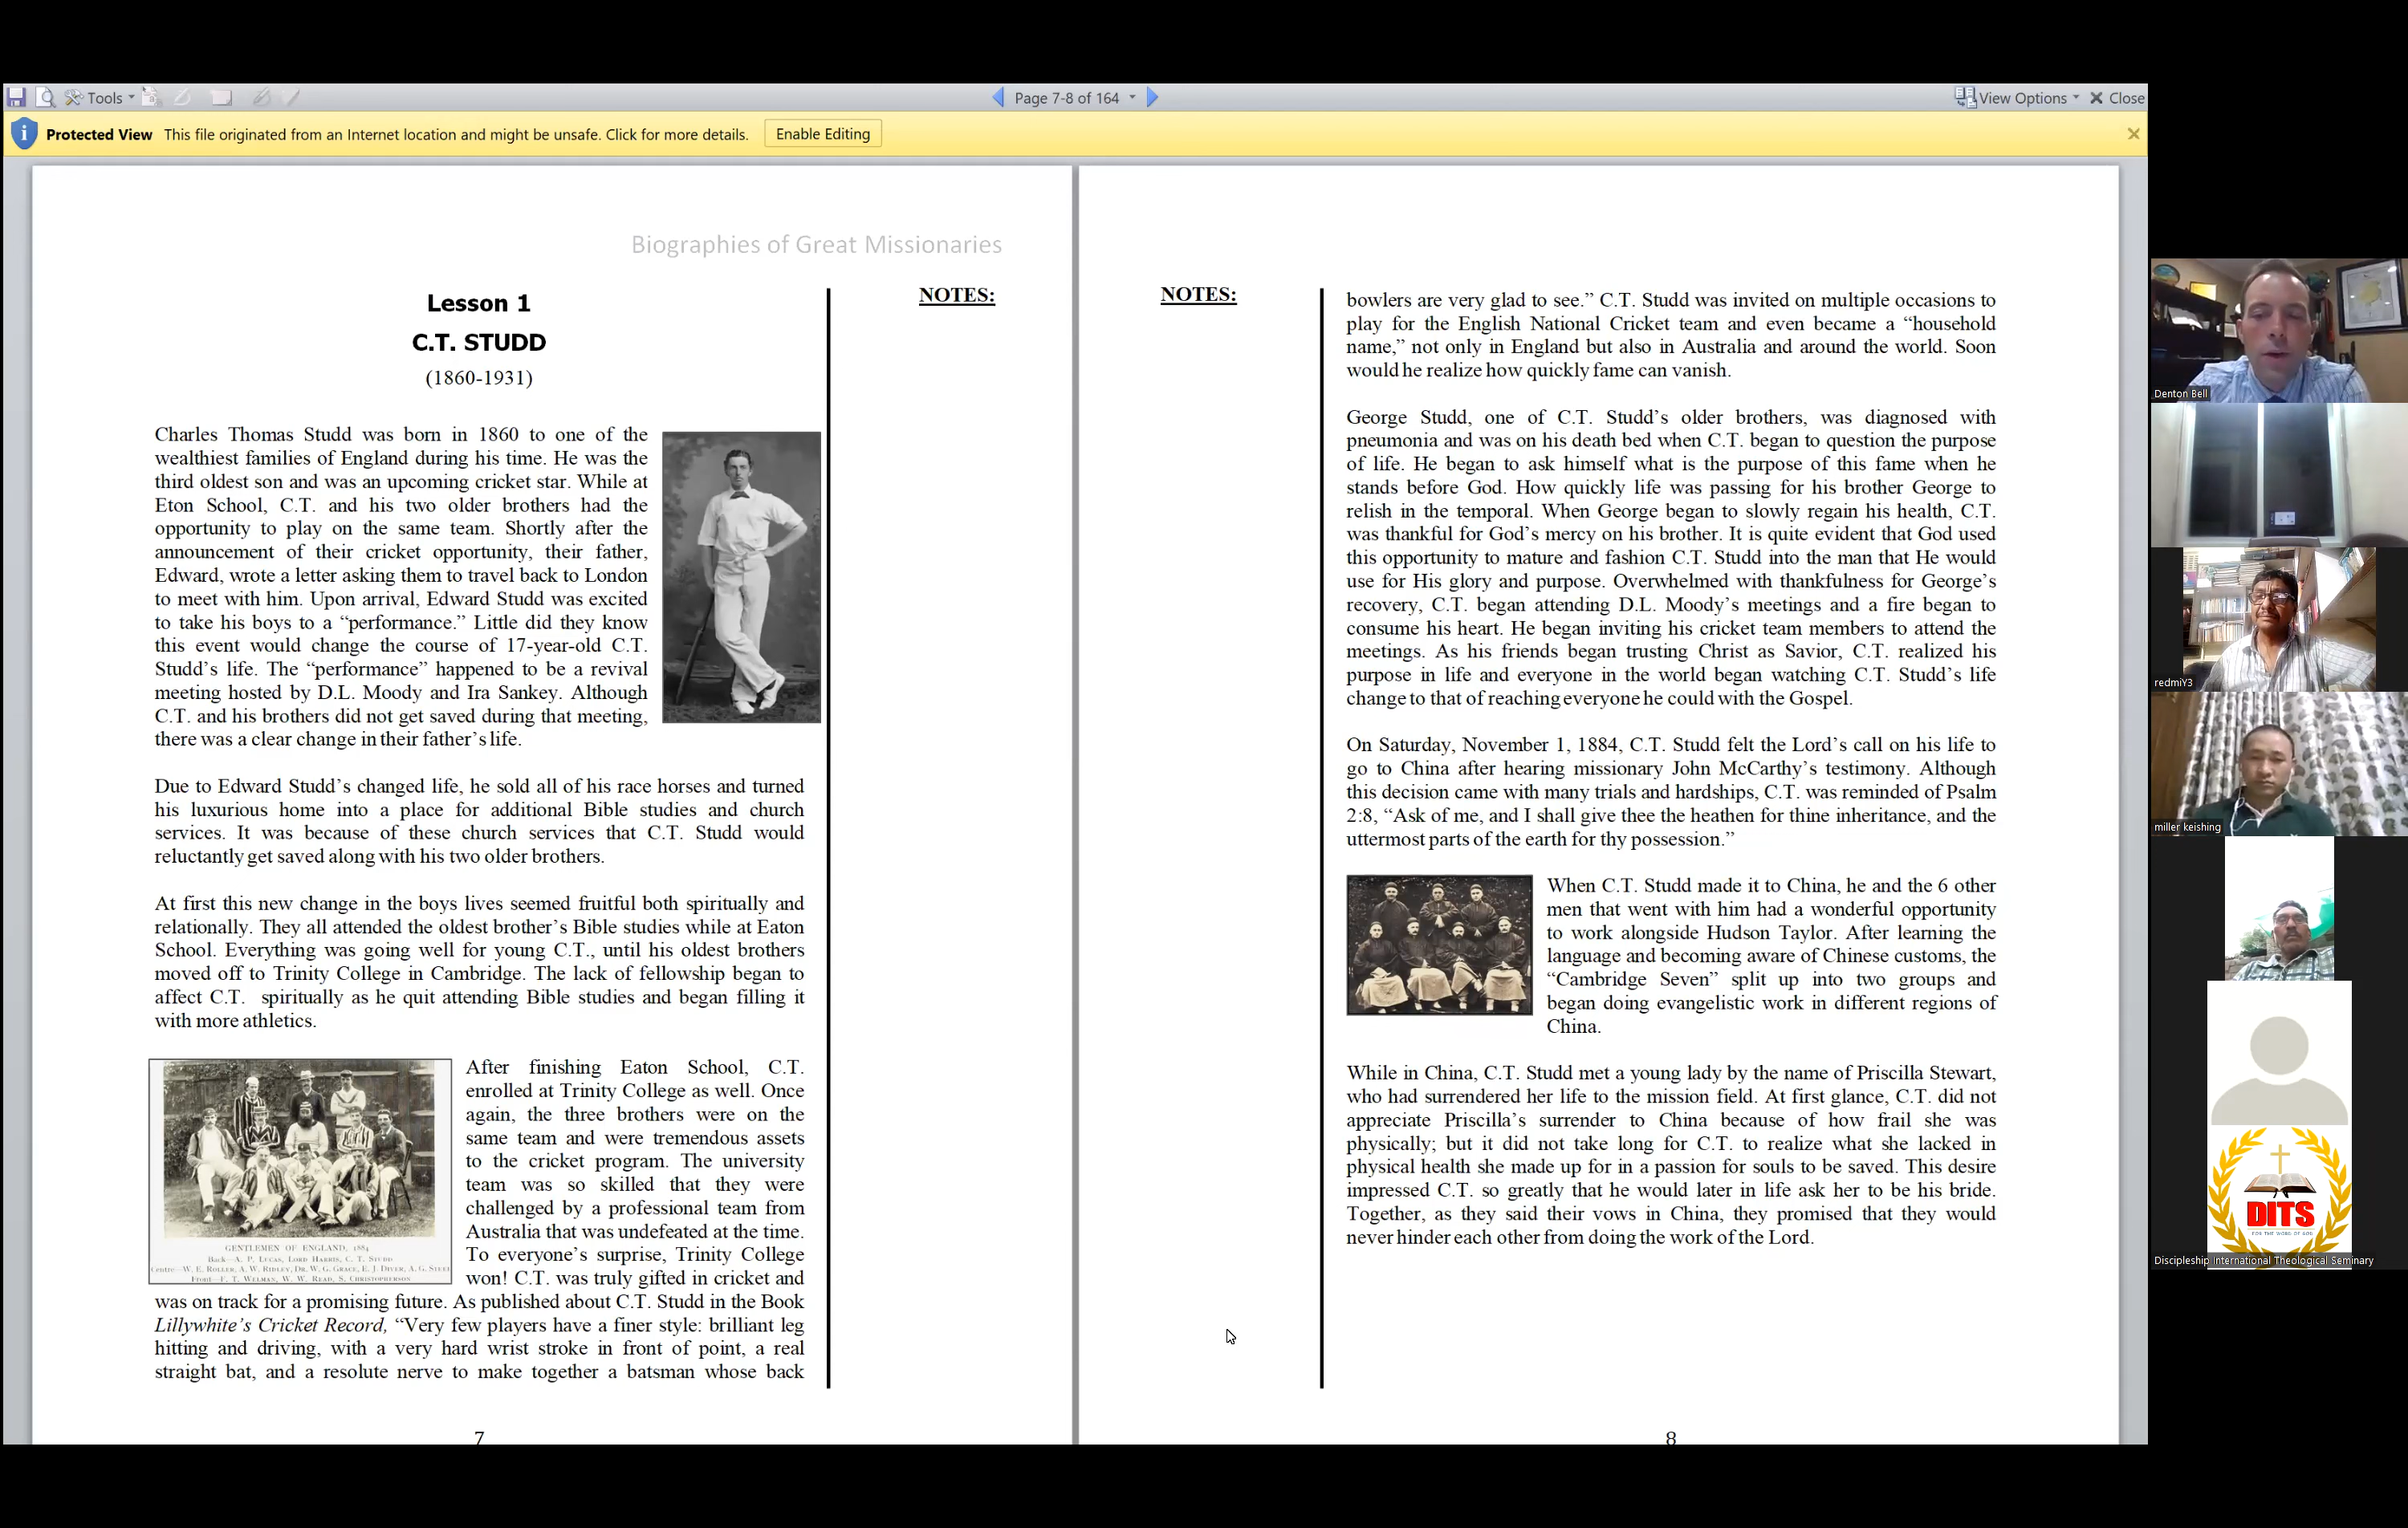 Tools
Page 7-8 of 164
View Options
Close
Protected View This file originated from an Internet location and might be unsafe. Click for more details. Enable Editing
Biographies of Great Missionaries
Lesson 1
C.T. STUDD
(1860-1931)
NOTES:
Charles Thomas Studd was born in 1860 to one of the
wealthiest families of England during his time. He was the
third oldest son and was an upcoming cricket star. While at
Eton School, C.T. and his two older brothers had the
opportunity to play on the same team. Shortly after the
announcement of their cricket opportunity, their father,
Edward, wrote a letter asking them to travel back to London
to meet with him. Upon arrival, Edward Studd was excited
to take his boys to a “performance.” Little did they know
this event would change the course of 17-year-old C.T.
Studd’s life. The “performance” happened to be a revival
meeting hosted by D.L. Moody and Ira Sankey. Although
C.T. and his brothers did not get saved during that meeting,
there was a clear change in their father’s life.
Due to Edward Studd’s changed life, he sold all of his race horses and turned
his luxurious home into a place for additional Bible studies and church
services. It was because of these church services that C.T. Studd would
reluctantly get saved along with his two older brothers.
At first this new change in the boys lives seemed fruitful both spiritually and
relationally. They all attended the oldest brother’s Bible studies while at Eaton
School. Everything was going well for young C.T., until his oldest brothers
moved off to Trinity College in Cambridge. The lack of fellowship began to
affect C.T. spiritually as he quit attending Bible studies and began filling it
with more athletics.
GENTLEMEN OF ENGLAND, 1884
Back—A. P. LUCAS, LORD HARRIS, C. T. STUDD
Centre—W. E. ROLLER, A. W. RIDLEY, DR. W. G. GRACE, E. J. DIVER, A. G. STEEL
Front—F. T. WELMAN, W. W. READ, S. CHRISTOPHERSON
After finishing Eaton School, C.T.
enrolled at Trinity College as well. Once
again, the three brothers were on the
same team and were tremendous assets
to the cricket program. The university
team was so skilled that they were
challenged by a professional team from
Australia that was undefeated at the time.
To everyone’s surprise, Trinity College
won! C.T. was truly gifted in cricket and
was on track for a promising future. As published about C.T. Studd in the Book
Lillywhite’s Cricket Record, “Very few players have a finer style: brilliant leg
hitting and driving, with a very hard wrist stroke in front of point, a real
straight bat, and a resolute nerve to make together a batsman whose back
7
NOTES:
bowlers are very glad to see.” C.T. Studd was invited on multiple occasions to
play for the English National Cricket team and even became a “household
name,” not only in England but also in Australia and around the world. Soon
would he realize how quickly fame can vanish.
George Studd, one of C.T. Studd’s older brothers, was diagnosed with
pneumonia and was on his death bed when C.T. began to question the purpose
of life. He began to ask himself what is the purpose of this fame when he
stands before God. How quickly life was passing for his brother George to
relish in the temporal. When George began to slowly regain his health, C.T.
was thankful for God’s mercy on his brother. It is quite evident that God used
this opportunity to mature and fashion C.T. Studd into the man that He would
use for His glory and purpose. Overwhelmed with thankfulness for George’s
recovery, C.T. began attending D.L. Moody’s meetings and a fire began to
consume his heart. He began inviting his cricket team members to attend the
meetings. As his friends began trusting Christ as Savior, C.T. realized his
purpose in life and everyone in the world began watching C.T. Studd’s life
change to that of reaching everyone he could with the Gospel.
On Saturday, November 1, 1884, C.T. Studd felt the Lord’s call on his life to
go to China after hearing missionary John McCarthy’s testimony. Although
this decision came with many trials and hardships, C.T. was reminded of Psalm
2:8, “Ask of me, and I shall give thee the heathen for thine inheritance, and the
uttermost parts of the earth for thy possession.”
When C.T. Studd made it to China, he and the 6 other
men that went with him had a wonderful opportunity
to work alongside Hudson Taylor. After learning the
language and becoming aware of Chinese customs, the
“Cambridge Seven” split up into two groups and
began doing evangelistic work in different regions of
China.
While in China, C.T. Studd met a young lady by the name of Priscilla Stewart,
who had surrendered her life to the mission field. At first glance, C.T. did not
appreciate Priscilla’s surrender to China because of how frail she was
physically; but it did not take long for C.T. to realize what she lacked in
physical health she made up for in a passion for souls to be saved. This desire
impressed C.T. so greatly that he would later in life ask her to be his bride.
Together, as they said their vows in China, they promised that they would
never hinder each other from doing the work of the Lord.
8
Denton Bell
redmiY3
miller keishing
DITS
FOR THE WORD OF GOD
Discipleship International Theological Seminary